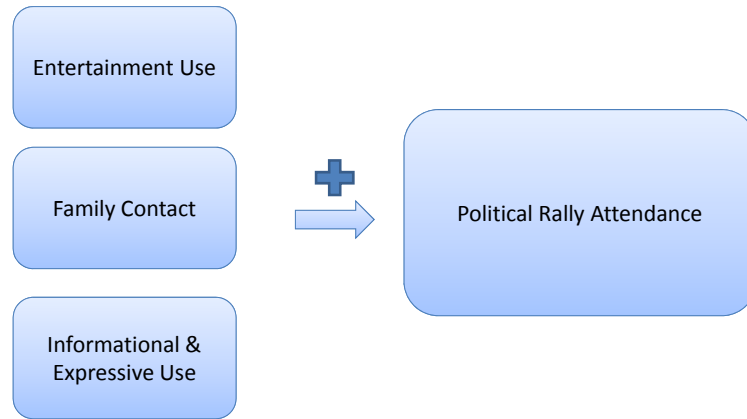 Entertainment Use
Family Contact
Political Rally Attendance
Informational &
Expressive Use